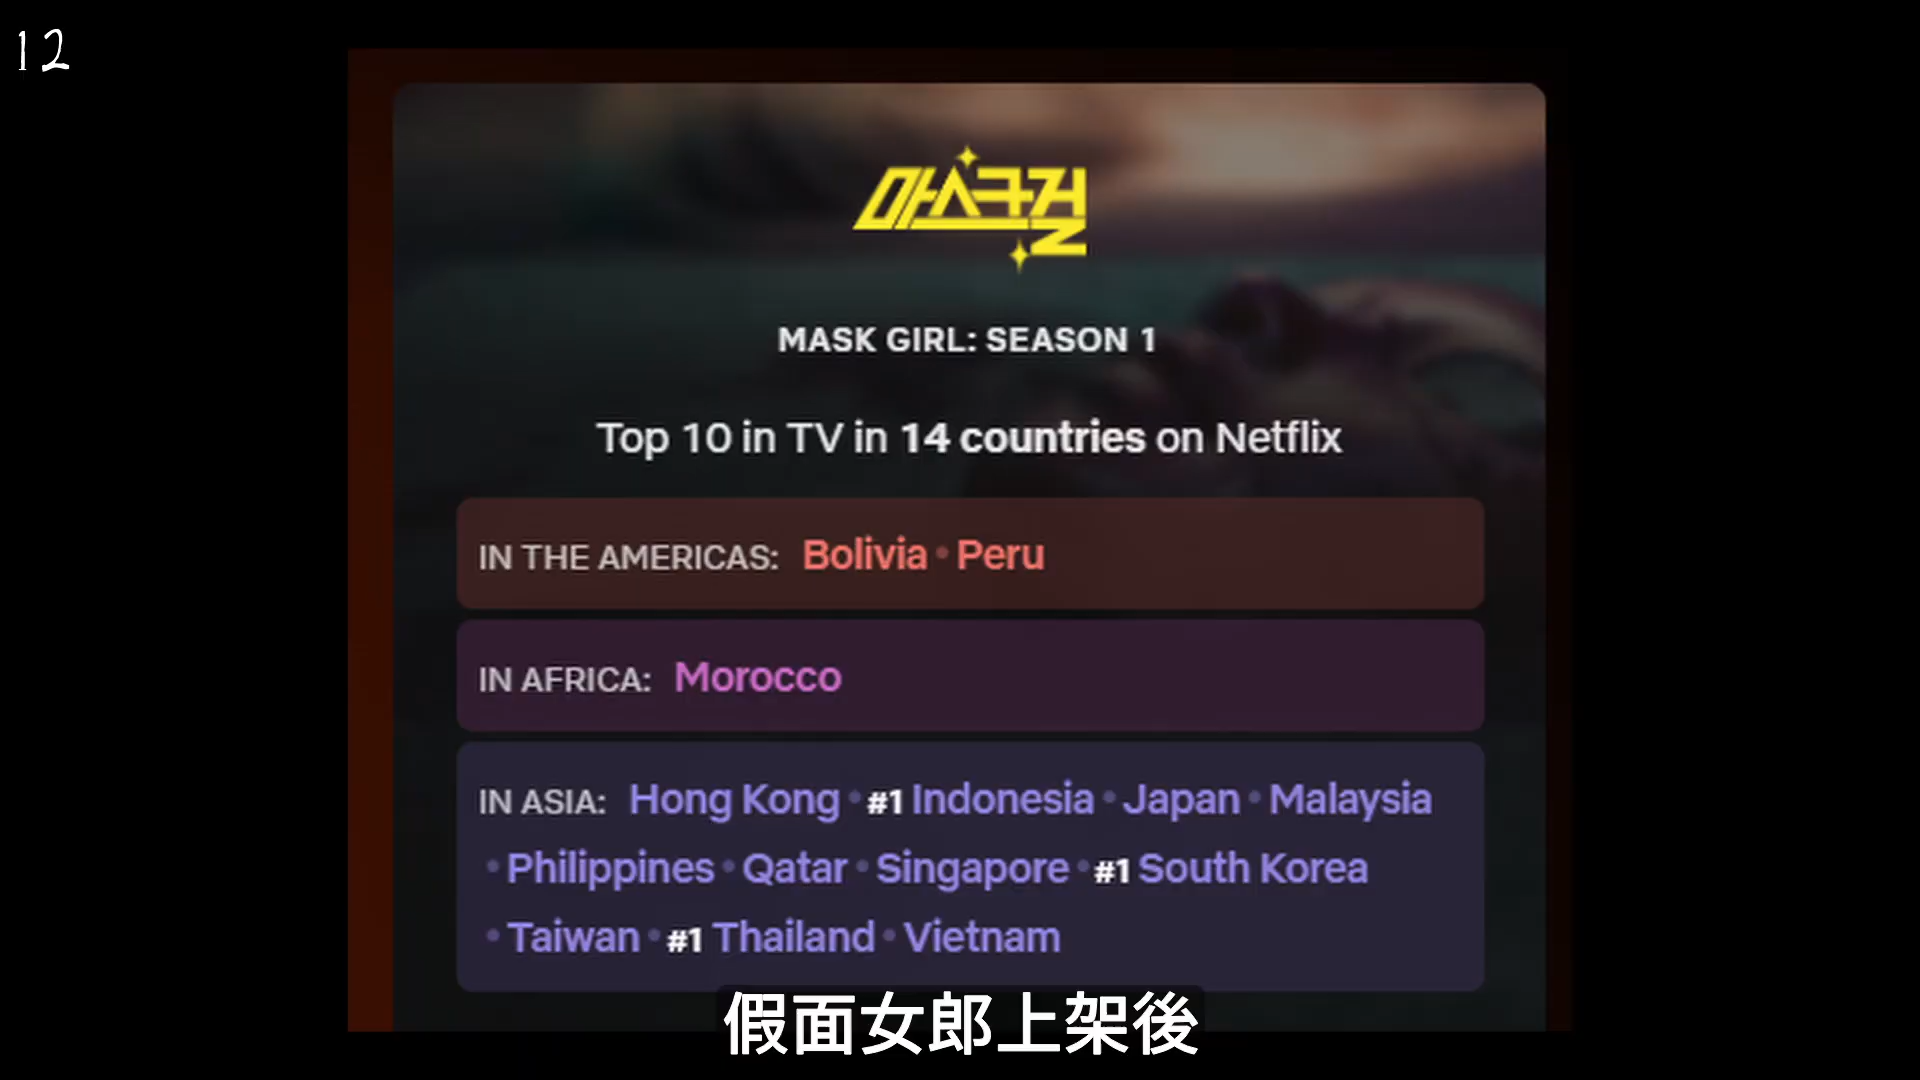 12
마스크걸
MASK GIRL: SEASON 1
Top 10 in TV in 14 countries on Netflix
IN THE AMERICAS: Bolivia • Peru
IN AFRICA: Morocco
IN ASIA: Hong Kong • #1 Indonesia • Japan • Malaysia
• Philippines • Qatar • Singapore • #1 South Korea
• Taiwan • #1 Thailand • Vietnam
假面女郎上架後